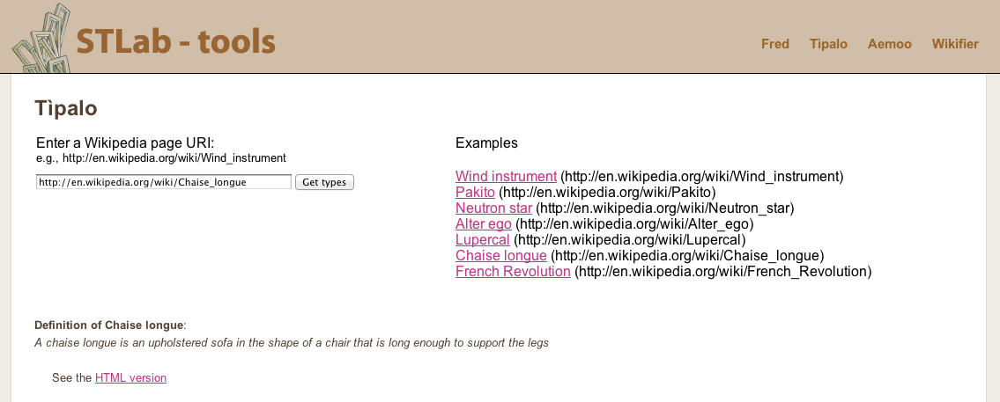 STLab - tools
Fred Tìpalo Aemoo Wikifier
Tìpalo
Enter a Wikipedia page URI:
e.g., http://en.wikipedia.org/wiki/Wind_instrument
http://en.wikipedia.org/wiki/Chaise_longue Get types
Examples
Wind instrument (http://en.wikipedia.org/wiki/Wind_instrument)
Pakito (http://en.wikipedia.org/wiki/Pakito)
Neutron star (http://en.wikipedia.org/wiki/Neutron_star)
Alter ego (http://en.wikipedia.org/wiki/Alter_ego)
Lupercal (http://en.wikipedia.org/wiki/Lupercal)
Chaise longue (http://en.wikipedia.org/wiki/Chaise_longue)
French Revolution (http://en.wikipedia.org/wiki/French_Revolution)
Definition of Chaise longue:
A chaise longue is an upholstered sofa in the shape of a chair that is long enough to support the legs
See the HTML version